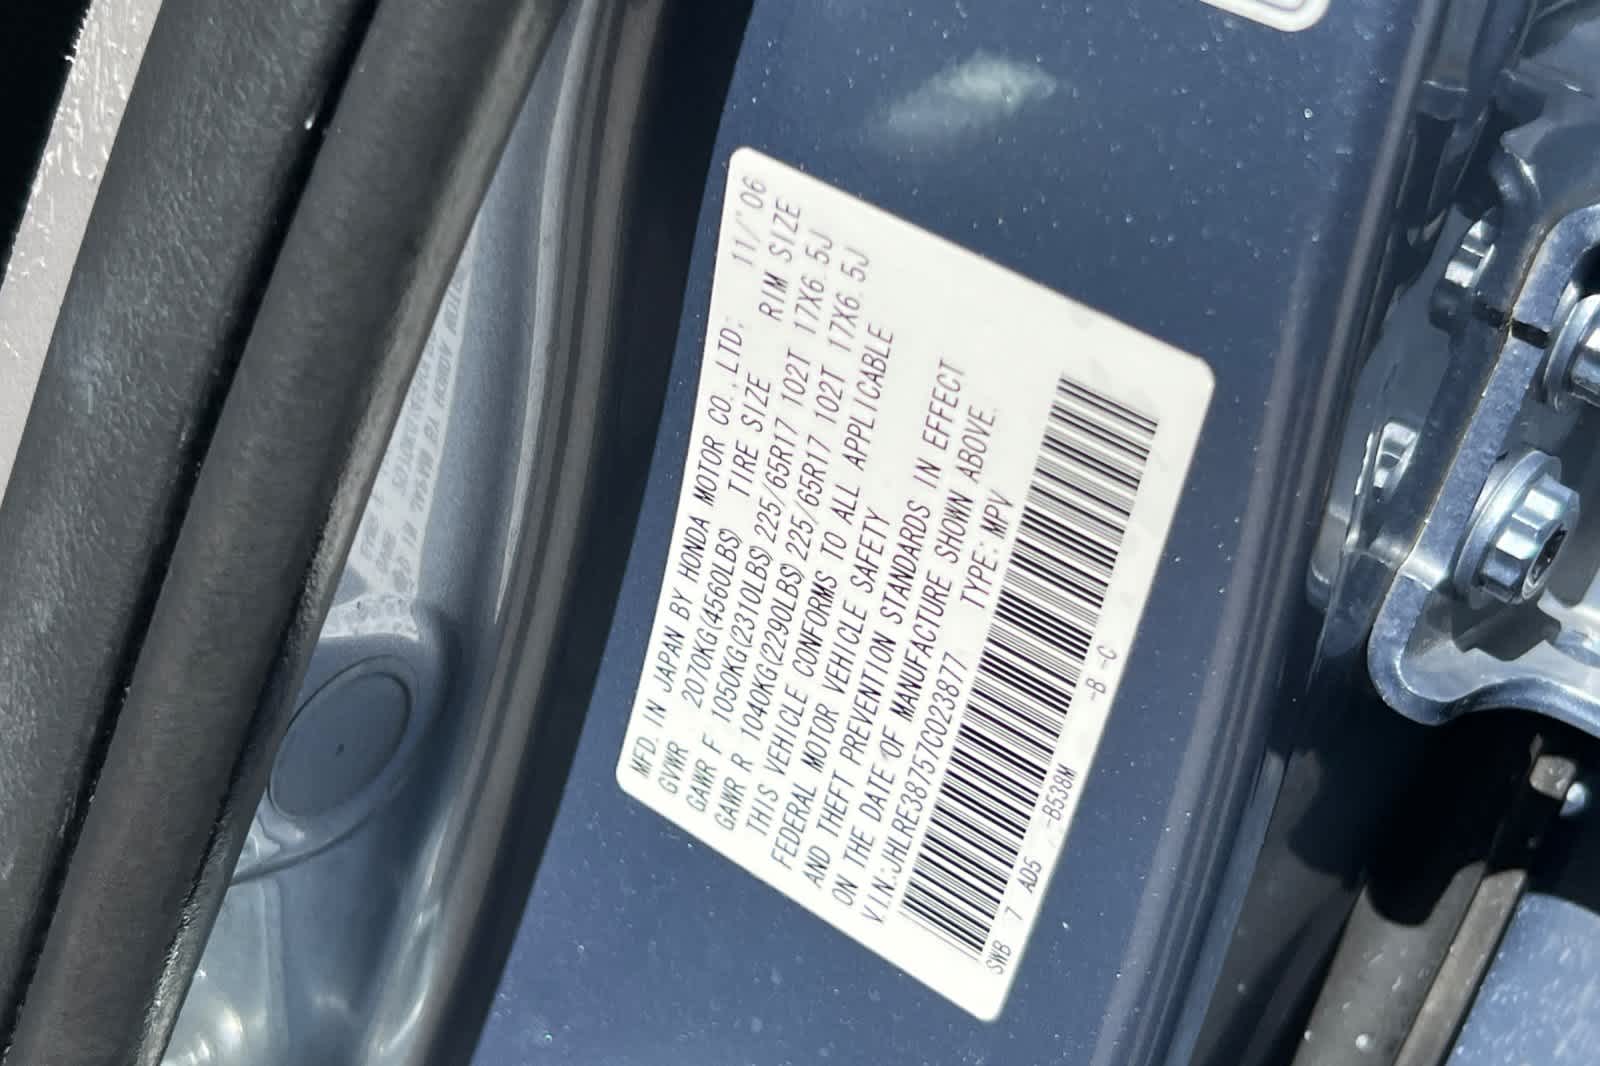 MFD. IN JAPAN BY HONDA MOTOR CO., LTD. 11/'06
GVWR 2070KG(4560LBS) TIRE SIZE RIM SIZE
GAWR F 1050KG(2310LBS) 225/65R17 102T 17X6.5J
GAWR R 1040KG(2290LBS) 225/65R17 102T 17X6.5J
THIS VEHICLE CONFORMS TO ALL APPLICABLE
FEDERAL MOTOR VEHICLE SAFETY
AND THEFT PREVENTION STANDARDS IN EFFECT
ON THE DATE OF MANUFACTURE SHOWN ABOVE.
V.I.N:JHLRE38757C023877 TYPE:MPV
SWB 7 AD5 -B538M -B -C